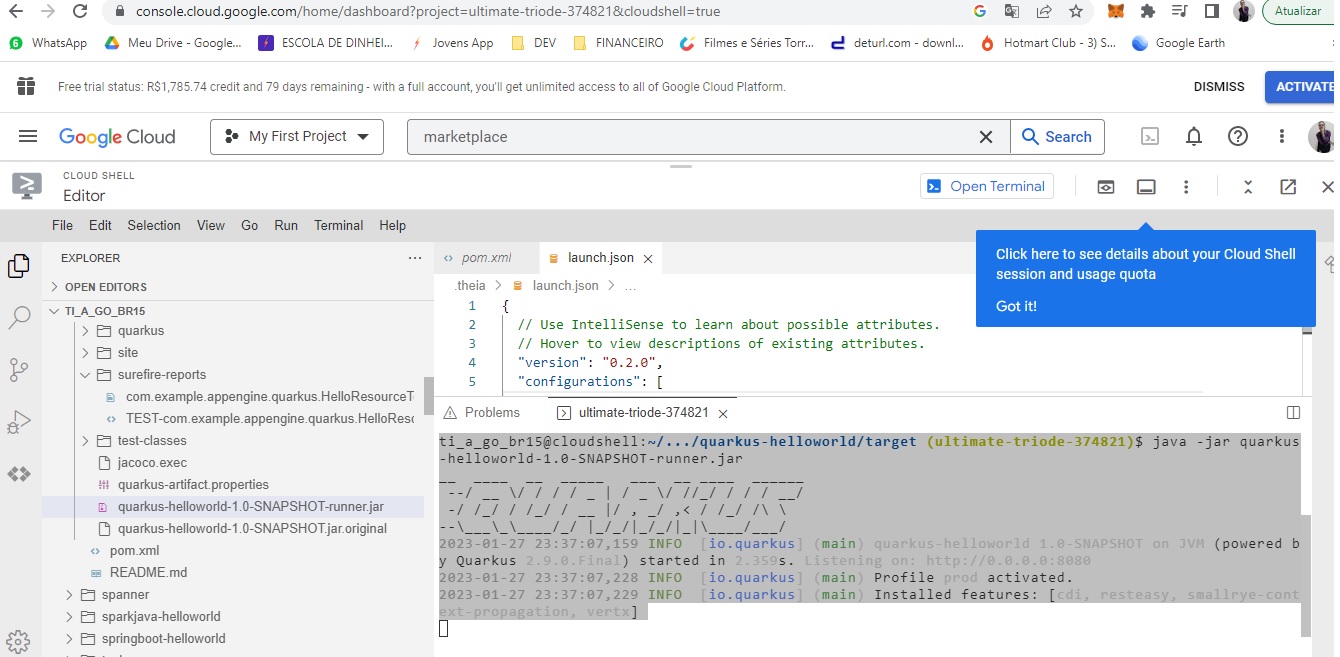 console.cloud.google.com/home/dashboard?project=ultimate-triode-374821&cloudshell=true
Atualizar
WhatsApp
Meu Drive - Google...
ESCOLA DE DINHEI...
Jovens App
DEV
FINANCEIRO
Filmes e Séries Torr...
deturl.com - downl...
Hotmart Club - 3) S...
Google Earth
Free trial status: R$1,785.74 credit and 79 days remaining - with a full account, you'll get unlimited access to all of Google Cloud Platform.
DISMISS
ACTIVATE
Google Cloud
My First Project
marketplace
Search
CLOUD SHELL
Editor
Open Terminal
File Edit Selection View Go Run Terminal Help
Click here to see details about your Cloud Shell
session and usage quota
Got it!
EXPLORER
OPEN EDITORS
TI_A_GO_BR15
quarkus
site
surefire-reports
com.example.appengine.quarkus.HelloResourceT
TEST-com.example.appengine.quarkus.HelloResc
test-classes
jacoco.exec
quarkus-artifact.properties
quarkus-helloworld-1.0-SNAPSHOT-runner.jar
quarkus-helloworld-1.0-SNAPSHOT.jar.original
pom.xml
README.md
spanner
sparkjava-helloworld
springboot-helloworld
pom.xml
launch.json
.theia > launch.json > ...
1 {
2 // Use IntelliSense to learn about possible attributes.
3 // Hover to view descriptions of existing attributes.
4 "version": "0.2.0",
5 "configurations": [
Problems
ultimate-triode-374821
ti_a_go_br15@cloudshell:~/.../quarkus-helloworld/target (ultimate-triode-374821)$ java -jar quarkus
-helloworld-1.0-SNAPSHOT-runner.jar
__  ____  __  _____   ___  __ ____  ______
--/ __ \/ / / / _ | / _ \/ //_/ / / / __/
-/ /_/ / /_/ / __ |/ , _/ ,< / /_/ /\ \
--\___\_\____/_/ |_/_/|_/_/|_|\____/___/
2023-01-27 23:37:07,159 INFO  [io.quarkus] (main) quarkus-helloworld 1.0-SNAPSHOT on JVM (powered b
y Quarkus 2.9.0.Final) started in 2.359s. Listening on: http://0.0.0.0:8080
2023-01-27 23:37:07,228 INFO  [io.quarkus] (main) Profile prod activated.
2023-01-27 23:37:07,229 INFO  [io.quarkus] (main) Installed features: [cdi, resteasy, smallrye-cont
ext-propagation, vertx]